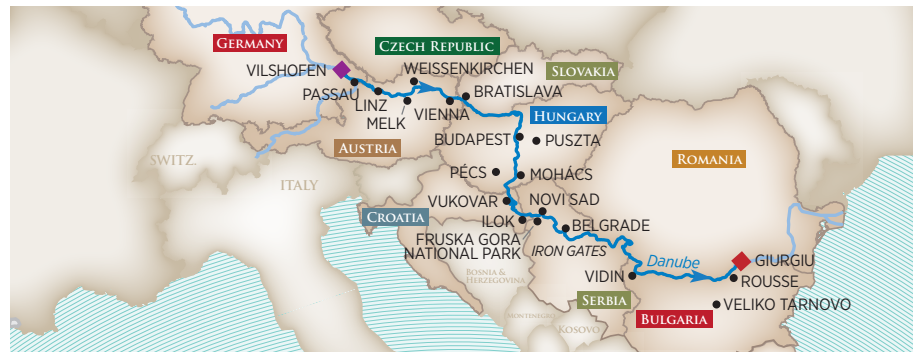 GERMANY
CZECH REPUBLIC
VILSHOFEN
WEISSENKIRCHEN
SLOVAKIA
PASSAU
LINZ
BRATISLAVA
MELK
VIENNA
HUNGARY
BUDAPEST
PUSZTA
AUSTRIA
SWITZ.
ROMANIA
ITALY
PÉCS
MOHÁCS
VUKOVAR
NOVI SAD
CROATIA
ILOK
BELGRADE
FRUSKA GORA
NATIONAL PARK
IRON GATES
Danube
GIURGIU
BOSNIA &
HERZEGOVINA
VIDIN
ROUSSE
SERBIA
VELIKO TARNOVO
MONTENEGRO
BULGARIA
KOSOVO